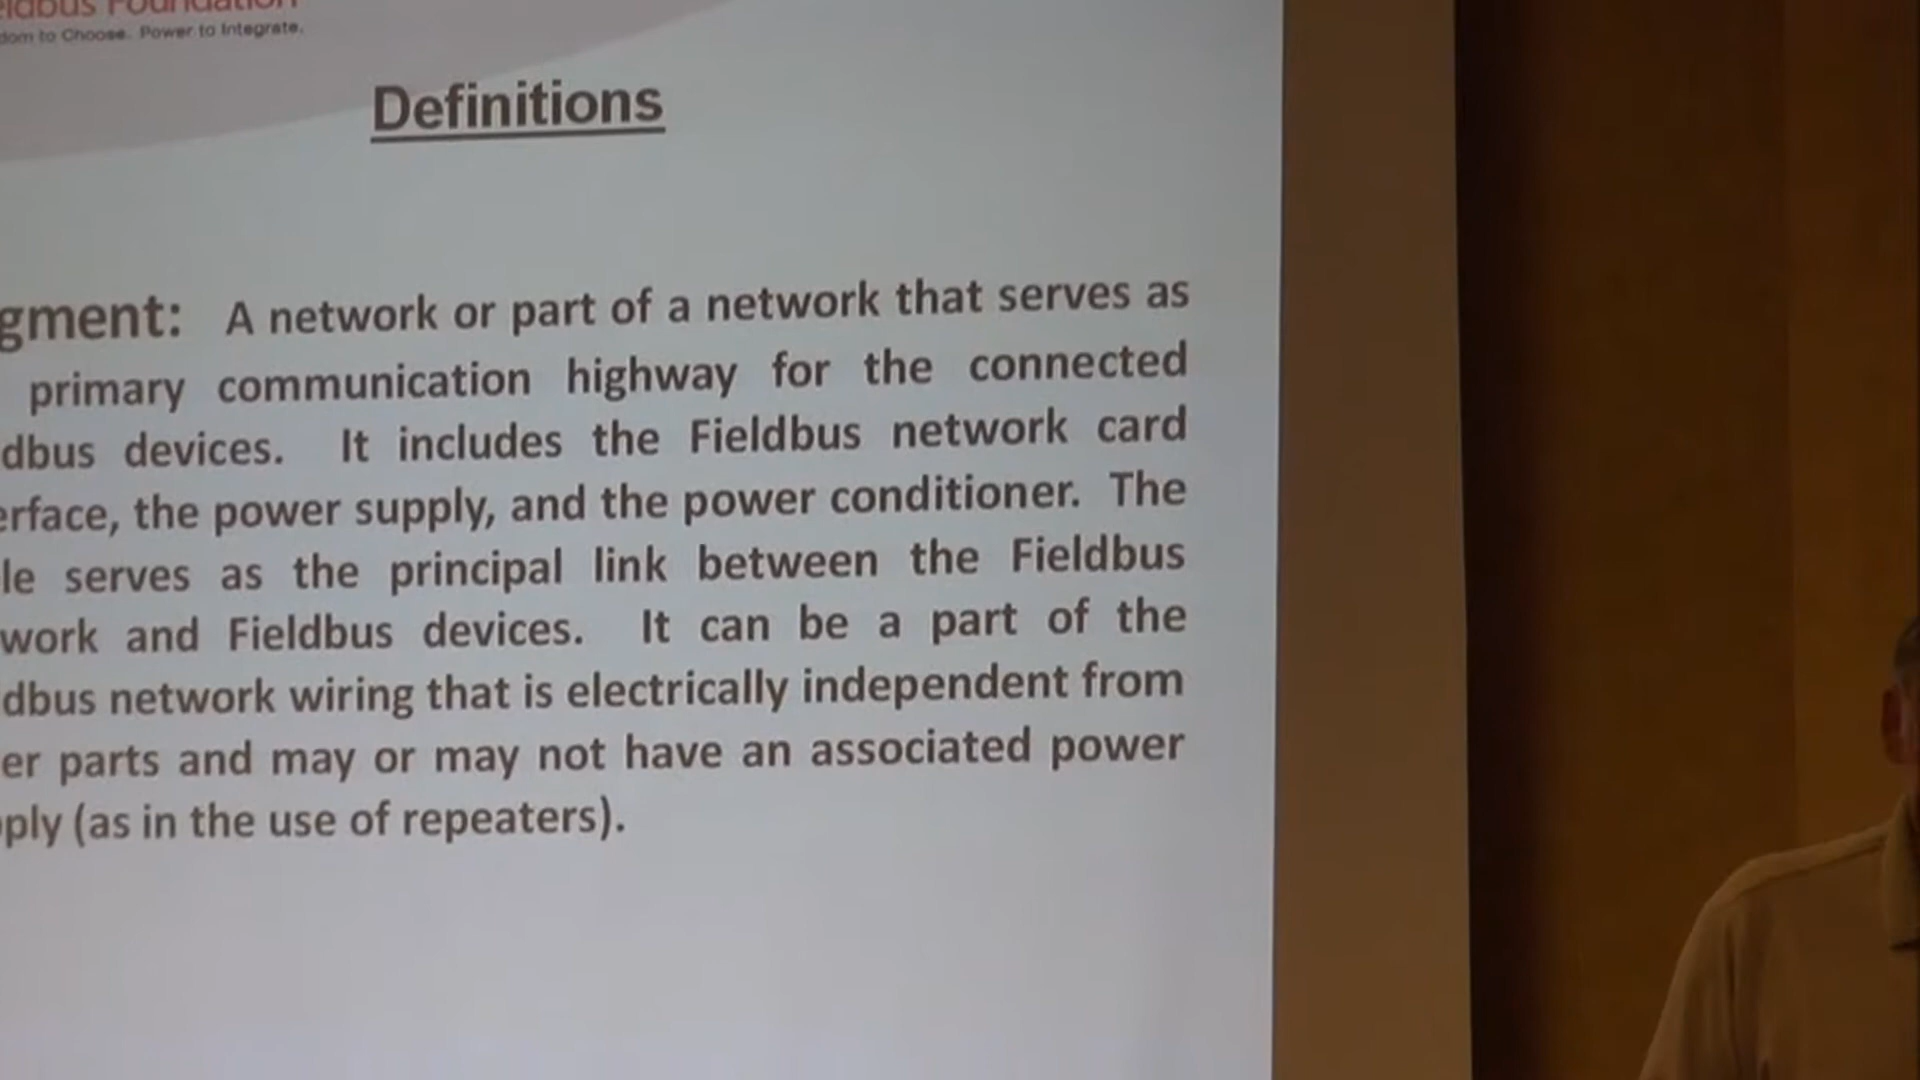 eldbus Foundation
dom to Choose. Power to Integrate.
Definitions
gment: A network or part of a network that serves as
primary communication highway for the connected
dbus devices. It includes the Fieldbus network card
erface, the power supply, and the power conditioner. The
le serves as the principal link between the Fieldbus
work and Fieldbus devices. It can be a part of the
dbus network wiring that is electrically independent from
er parts and may or may not have an associated power
pply (as in the use of repeaters).